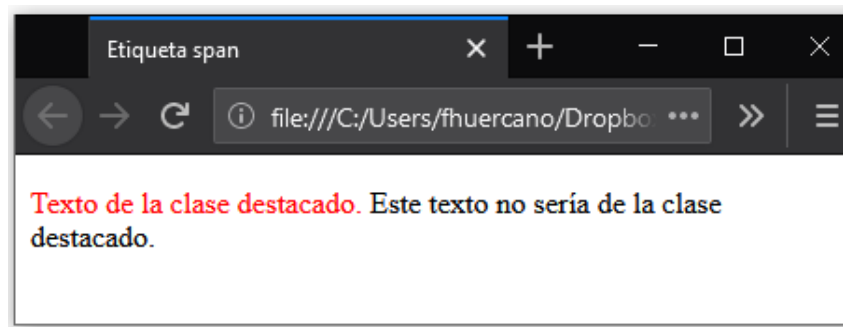 Etiqueta span
file:///C:/Users/fhuercano/Dropbo
Texto de la clase destacado. Este texto no sería de la clase
destacado.